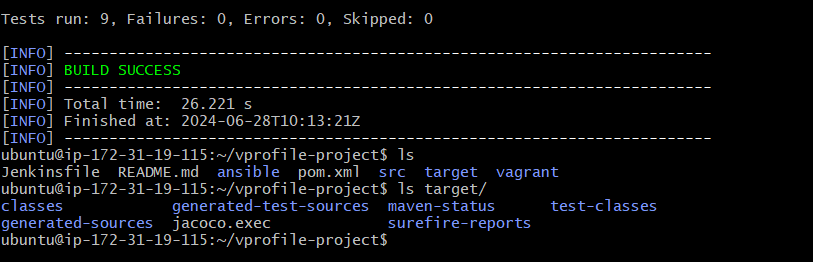 Tests run: 9, Failures: 0, Errors: 0, Skipped: 0
[INFO] ------------------------------------------------------------------------
[INFO] BUILD SUCCESS
[INFO] ------------------------------------------------------------------------
[INFO] Total time:  26.221 s
[INFO] Finished at: 2024-06-28T10:13:21Z
[INFO] ------------------------------------------------------------------------
ubuntu@ip-172-31-19-115:~/vprofile-project$ ls
Jenkinsfile  README.md  ansible  pom.xml  src  target  vagrant
ubuntu@ip-172-31-19-115:~/vprofile-project$ ls target/
classes            generated-test-sources  maven-status      test-classes
generated-sources  jacoco.exec             surefire-reports
ubuntu@ip-172-31-19-115:~/vprofile-project$